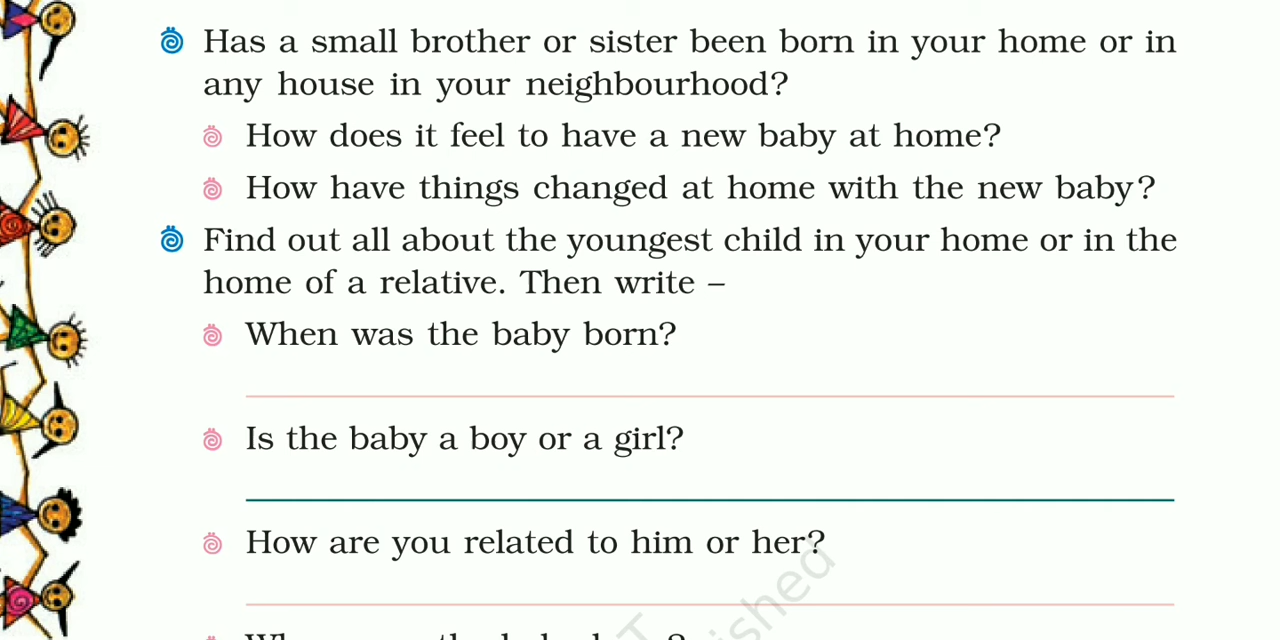 Has a small brother or sister been born in your home or in
any house in your neighbourhood?
How does it feel to have a new baby at home?
How have things changed at home with the new baby?
Find out all about the youngest child in your home or in the
home of a relative. Then write –
When was the baby born?
Is the baby a boy or a girl?
How are you related to him or her?